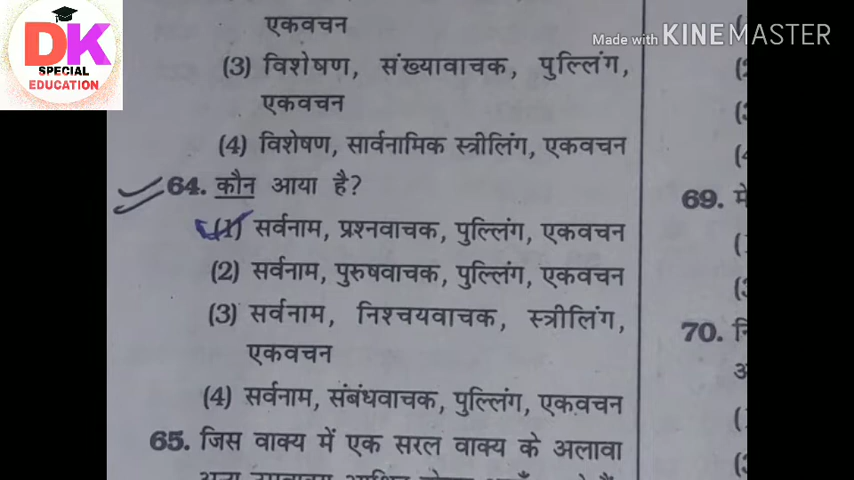 DK
SPECIAL
EDUCATION
Made with KINEMASTER
एकवचन
(3) विशेषण, संख्यावाचक, पुल्लिंग,
एकवचन
(4) विशेषण, सार्वनामिक स्त्रीलिंग, एकवचन
64. कौन आया है?
(1) सर्वनाम, प्रश्नवाचक, पुल्लिंग, एकवचन
(2) सर्वनाम, पुरुषवाचक, पुल्लिंग, एकवचन
(3) सर्वनाम, निश्चयवाचक, स्त्रीलिंग,
एकवचन
(4) सर्वनाम, संबंधवाचक, पुल्लिंग, एकवचन
65. जिस वाक्य में एक सरल वाक्य के अलावा
69. मे
70.